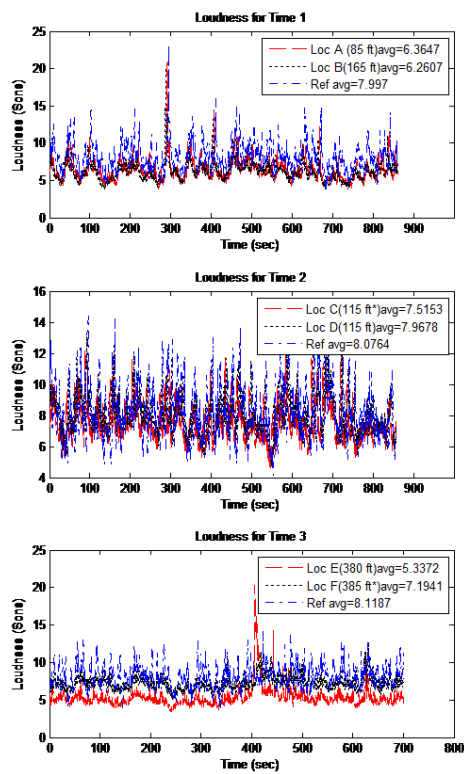 Loudness for Time 1
25
20
15
10
5
0
Loudness (Sons)
Loc A (85 ft)avg=6.3647
Loc B(165 ft)avg=6.2607
Ref avg=7.997
0 100 200 300 400 500 600 700 800 900
Time (sec)
Loudness for Time 2
16
14
12
10
8
6
4
Loudness (Sons)
Loc C(115 ft*)avg=7.5153
Loc D(115 ft)avg=7.9678
Ref avg=8.0764
0 100 200 300 400 500 600 700 800 900 1000
Time (sec)
Loudness for Time 3
25
20
15
10
5
0
Loudness (Sons)
Loc E(380 ft)avg=5.3372
Loc F(385 ft*)avg=7.1941
Ref avg=8.1187
0 100 200 300 400 500 600 700 800
Time (sec)